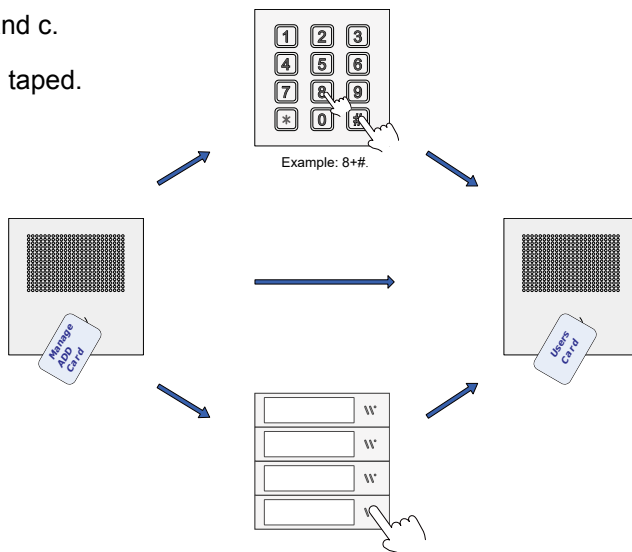 nd c.
taped.
1 2 3
4 5 6
7 8 9
* 0 #
Example: 8+#.
Manage
ADD
Card
Users
Card